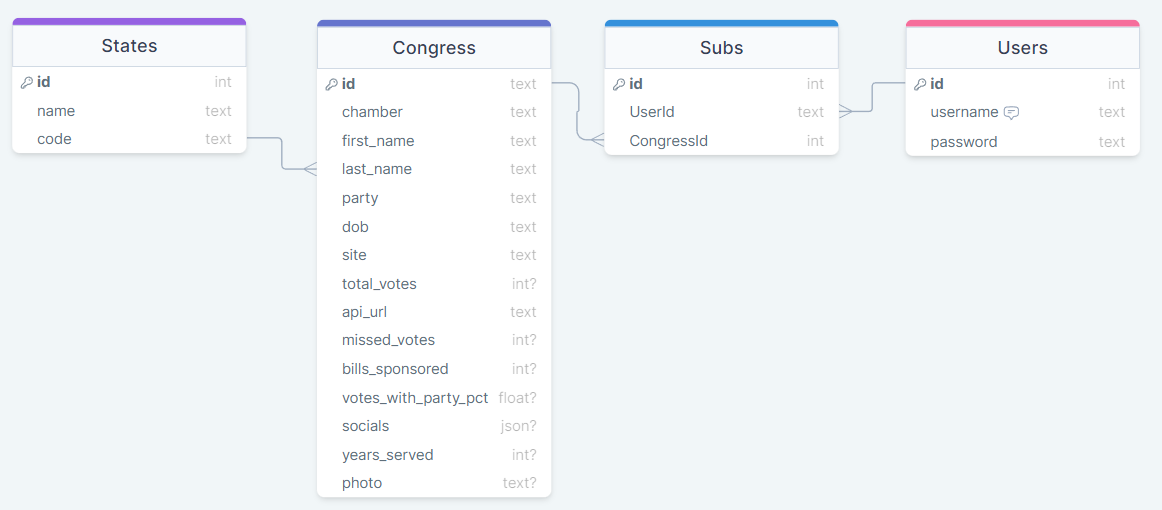 States
id int
name text
code text
Congress
id text
chamber text
first_name text
last_name text
party text
dob text
site text
total_votes int?
api_url text
missed_votes int?
bills_sponsored int?
votes_with_party_pct float?
socials json?
years_served int?
photo text?
Subs
id int
UserId text
CongressId int
Users
id int
username text
password text